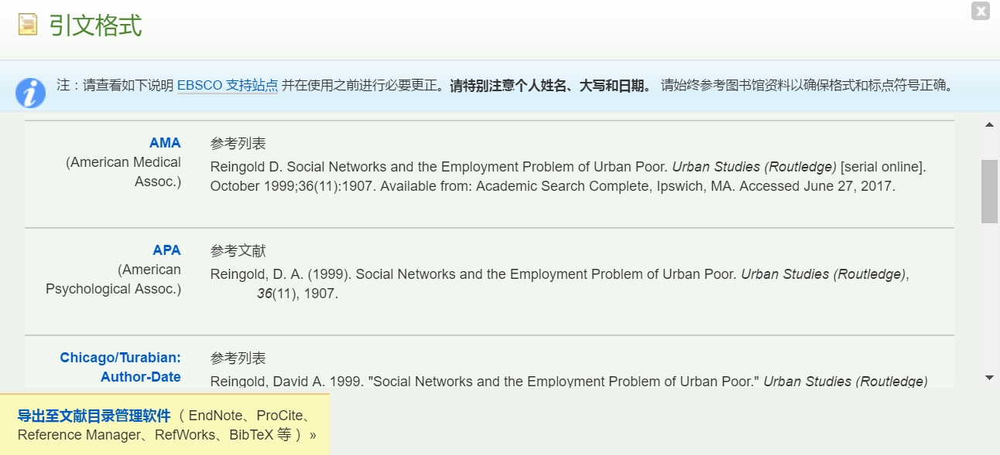 引文格式
注：请查看如下说明 EBSCO 支持站点 并在使用之前进行必要更正。请特别注意个人姓名、大写和日期。 请始终参考图书馆资料以确保格式和标点符号正确。
AMA
(American Medical
Assoc.)
参考列表
Reingold D. Social Networks and the Employment Problem of Urban Poor. Urban Studies (Routledge) [serial online].
October 1999;36(11):1907. Available from: Academic Search Complete, Ipswich, MA. Accessed June 27, 2017.
APA
(American
Psychological Assoc.)
参考文献
Reingold, D. A. (1999). Social Networks and the Employment Problem of Urban Poor. Urban Studies (Routledge),
36(11), 1907.
Chicago/Turabian:
Author-Date
参考列表
Reingold, David A. 1999. "Social Networks and the Employment Problem of Urban Poor." Urban Studies (Routledge)
导出至文献目录管理软件（ EndNote、ProCite、
Reference Manager、RefWorks、BibTeX 等 ）»